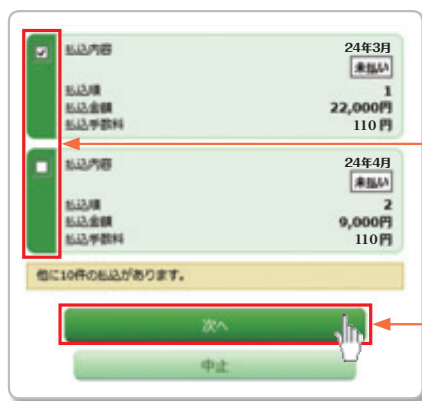 払込内容 24年3月
未払い
払込順 1
払込金額 22,000円
払込手数料 110円
払込内容 24年4月
未払い
払込順 2
払込金額 9,000円
払込手数料 110円
他に10件の払込があります。
次へ
中止